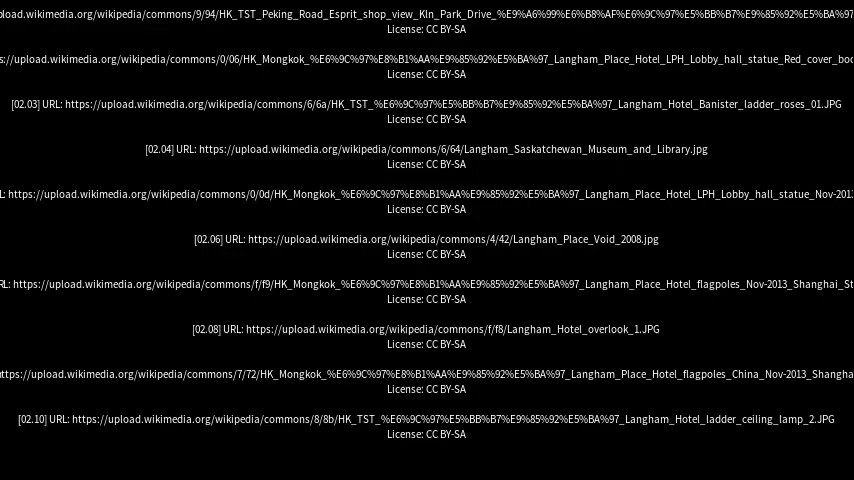 pload.wikimedia.org/wikipedia/commons/9/94/HK_TST_Peking_Road_Esprit_shop_view_Kln_Park_Drive_%E9%A6%99%E6%B8%AF%E6%9C%97%E5%BB%B7%E9%85%92%E5%BA%97
License: CC BY-SA
s://upload.wikimedia.org/wikipedia/commons/0/06/HK_Mongkok_%E6%9C%97%E8%B1%AA%E9%85%92%E5%BA%97_Langham_Place_Hotel_LPH_Lobby_hall_statue_Red_cover_boo
License: CC BY-SA
[02.03] URL: https://upload.wikimedia.org/wikipedia/commons/6/6a/HK_TST_%E6%9C%97%E5%BB%B7%E9%85%92%E5%BA%97_Langham_Hotel_Banister_ladder_roses_01.JPG
License: CC BY-SA
[02.04] URL: https://upload.wikimedia.org/wikipedia/commons/6/64/Langham_Saskatchewan_Museum_and_Library.jpg
License: CC BY-SA
L: https://upload.wikimedia.org/wikipedia/commons/0/0d/HK_Mongkok_%E6%9C%97%E8%B1%AA%E9%85%92%E5%BA%97_Langham_Place_Hotel_LPH_Lobby_hall_statue_Nov-2013
License: CC BY-SA
[02.06] URL: https://upload.wikimedia.org/wikipedia/commons/4/42/Langham_Place_Void_2008.jpg
License: CC BY-SA
RL: https://upload.wikimedia.org/wikipedia/commons/f/f9/HK_Mongkok_%E6%9C%97%E8%B1%AA%E9%85%92%E5%BA%97_Langham_Place_Hotel_flagpoles_Nov-2013_Shanghai_St
License: CC BY-SA
[02.08] URL: https://upload.wikimedia.org/wikipedia/commons/f/f8/Langham_Hotel_overlook_1.JPG
License: CC BY-SA
https://upload.wikimedia.org/wikipedia/commons/7/72/HK_Mongkok_%E6%9C%97%E8%B1%AA%E9%85%92%E5%BA%97_Langham_Place_Hotel_flagpoles_China_Nov-2013_Shangha
License: CC BY-SA
[02.10] URL: https://upload.wikimedia.org/wikipedia/commons/8/8b/HK_TST_%E6%9C%97%E5%BB%B7%E9%85%92%E5%BA%97_Langham_Hotel_ladder_ceiling_lamp_2.JPG
License: CC BY-SA